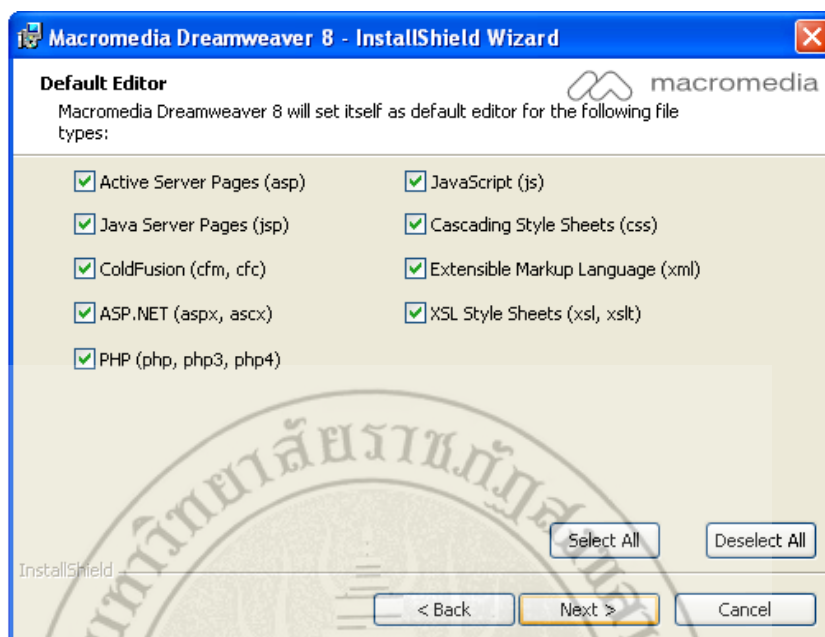 Macromedia Dreamweaver 8 - InstallShield Wizard
Default Editor
macromedia
Macromedia Dreamweaver 8 will set itself as default editor for the following file
types:
Active Server Pages (asp)
JavaScript (js)
Java Server Pages (jsp)
Cascading Style Sheets (css)
ColdFusion (cfm, cfc)
Extensible Markup Language (xml)
ASP.NET (aspx, ascx)
XSL Style Sheets (xsl, xslt)
PHP (php, php3, php4)
Select All
Deselect All
InstallShield
< Back
Next >
Cancel